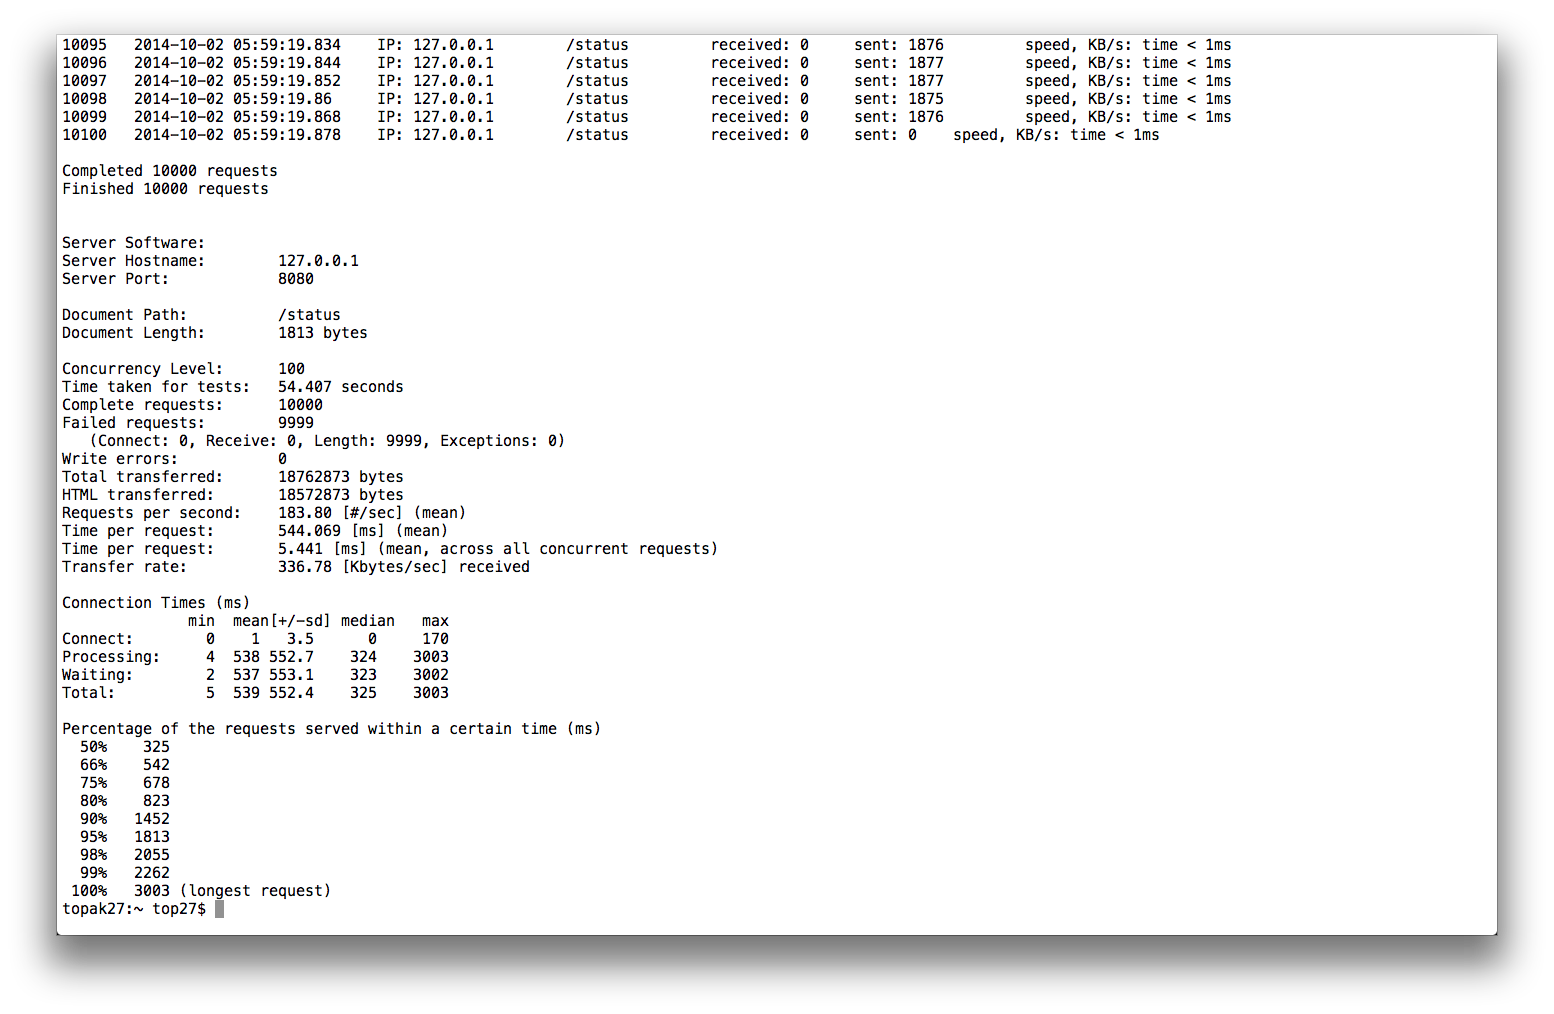 10095   2014-10-02 05:59:19.834    IP: 127.0.0.1        /status         received: 0     sent: 1876         speed, KB/s: time < 1ms
10096   2014-10-02 05:59:19.844    IP: 127.0.0.1        /status         received: 0     sent: 1877         speed, KB/s: time < 1ms
10097   2014-10-02 05:59:19.852    IP: 127.0.0.1        /status         received: 0     sent: 1877         speed, KB/s: time < 1ms
10098   2014-10-02 05:59:19.86     IP: 127.0.0.1        /status         received: 0     sent: 1875         speed, KB/s: time < 1ms
10099   2014-10-02 05:59:19.868    IP: 127.0.0.1        /status         received: 0     sent: 1876         speed, KB/s: time < 1ms
10100   2014-10-02 05:59:19.878    IP: 127.0.0.1        /status         received: 0     sent: 0    speed, KB/s: time < 1ms

Completed 10000 requests
Finished 10000 requests


Server Software:
Server Hostname:        127.0.0.1
Server Port:            8080

Document Path:          /status
Document Length:        1813 bytes

Concurrency Level:      100
Time taken for tests:   54.407 seconds
Complete requests:      10000
Failed requests:        9999
   (Connect: 0, Receive: 0, Length: 9999, Exceptions: 0)
Write errors:           0
Total transferred:      18762873 bytes
HTML transferred:       18572873 bytes
Requests per second:    183.80 [#/sec] (mean)
Time per request:       544.069 [ms] (mean)
Time per request:       5.441 [ms] (mean, across all concurrent requests)
Transfer rate:          336.78 [Kbytes/sec] received

Connection Times (ms)
              min  mean[+/-sd] median   max
Connect:        0    1   3.5      0     170
Processing:     4  538 552.7    324    3003
Waiting:        2  537 553.1    323    3002
Total:          5  539 552.4    325    3003

Percentage of the requests served within a certain time (ms)
  50%    325
  66%    542
  75%    678
  80%    823
  90%   1452
  95%   1813
  98%   2055
  99%   2262
 100%   3003 (longest request)
topak27:~ top27$